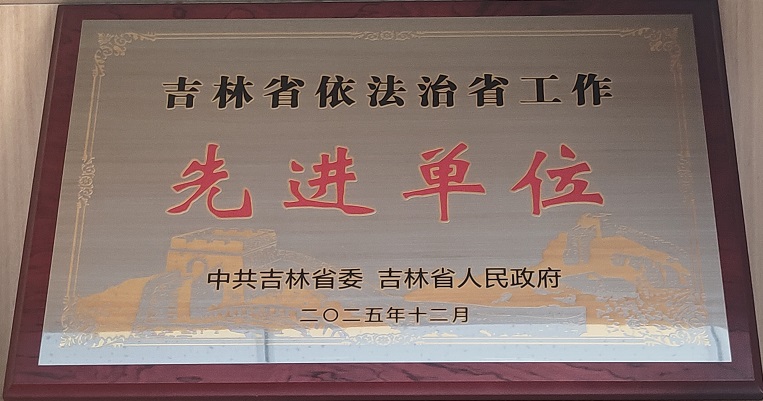 吉林省依法治省工作
先进单位
中共吉林省委 吉林省人民政府
二〇二五年十二月